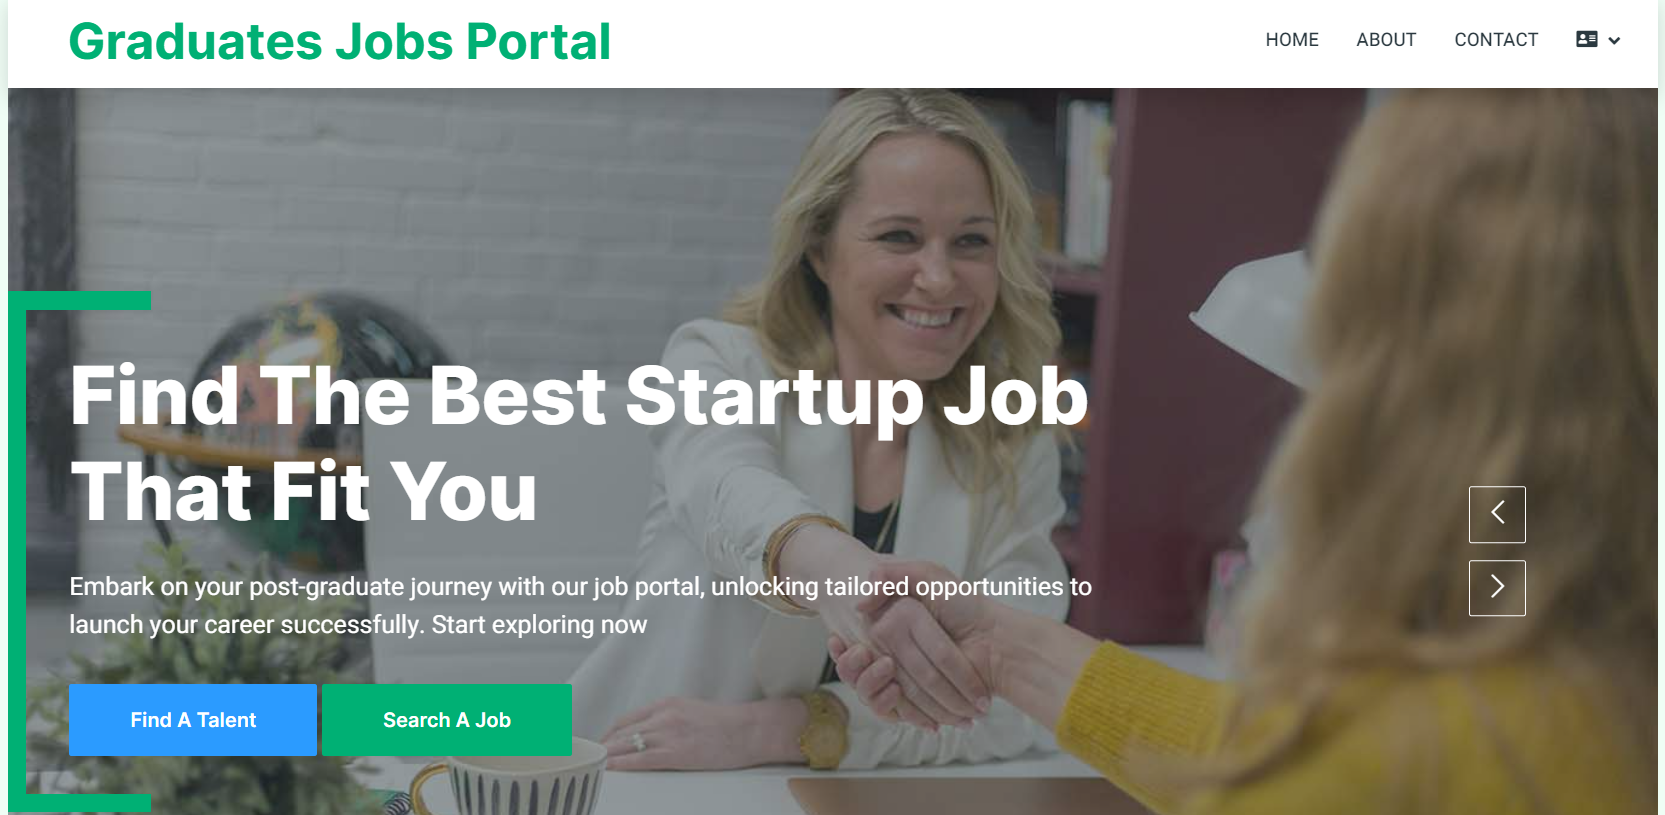 Graduates Jobs Portal
HOME ABOUT CONTACT
Find The Best Startup Job
That Fit You
Embark on your post-graduate journey with our job portal, unlocking tailored opportunities to
launch your career successfully. Start exploring now
Find A Talent Search A Job